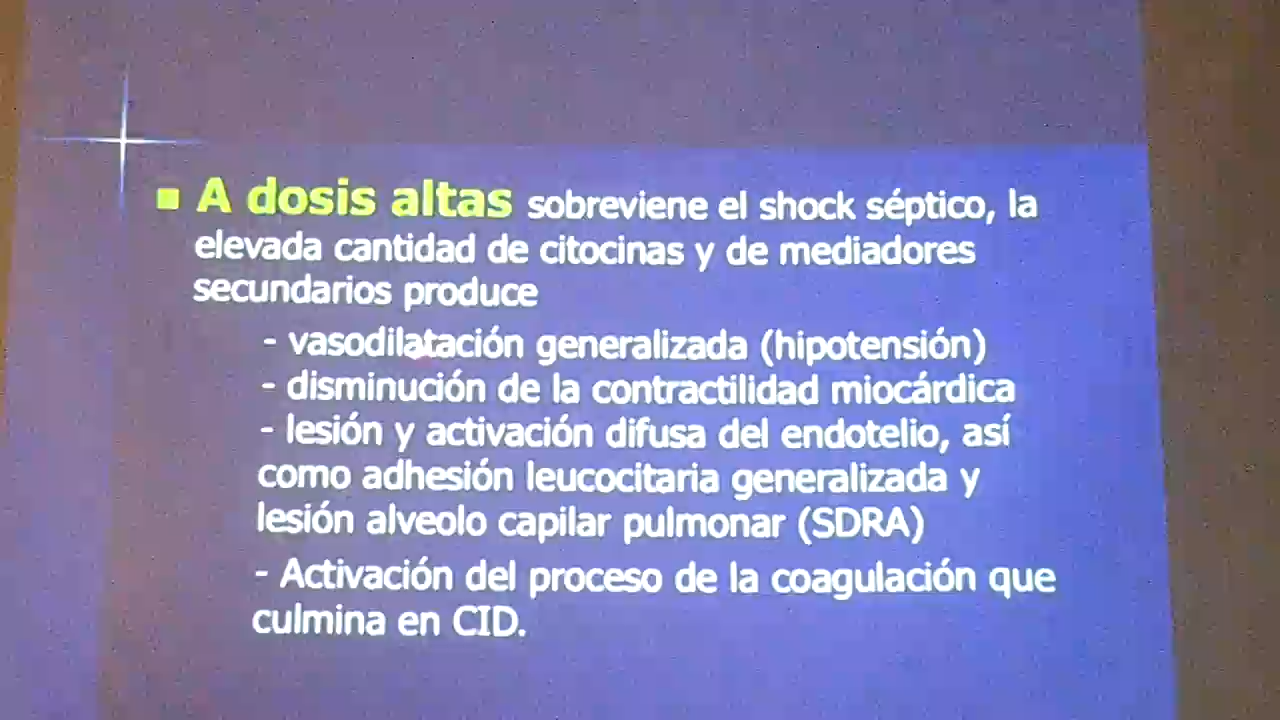 A dosis altas sobreviene el shock séptico, la
elevada cantidad de citocinas y de mediadores
secundarios produce
- vasodilatación generalizada (hipotensión)
- disminución de la contractilidad miocárdica
- lesión y activación difusa del endotelio, así
como adhesión leucocitaria generalizada y
lesión alveolo capilar pulmonar (SDRA)
- Activación del proceso de la coagulación que
culmina en CID.